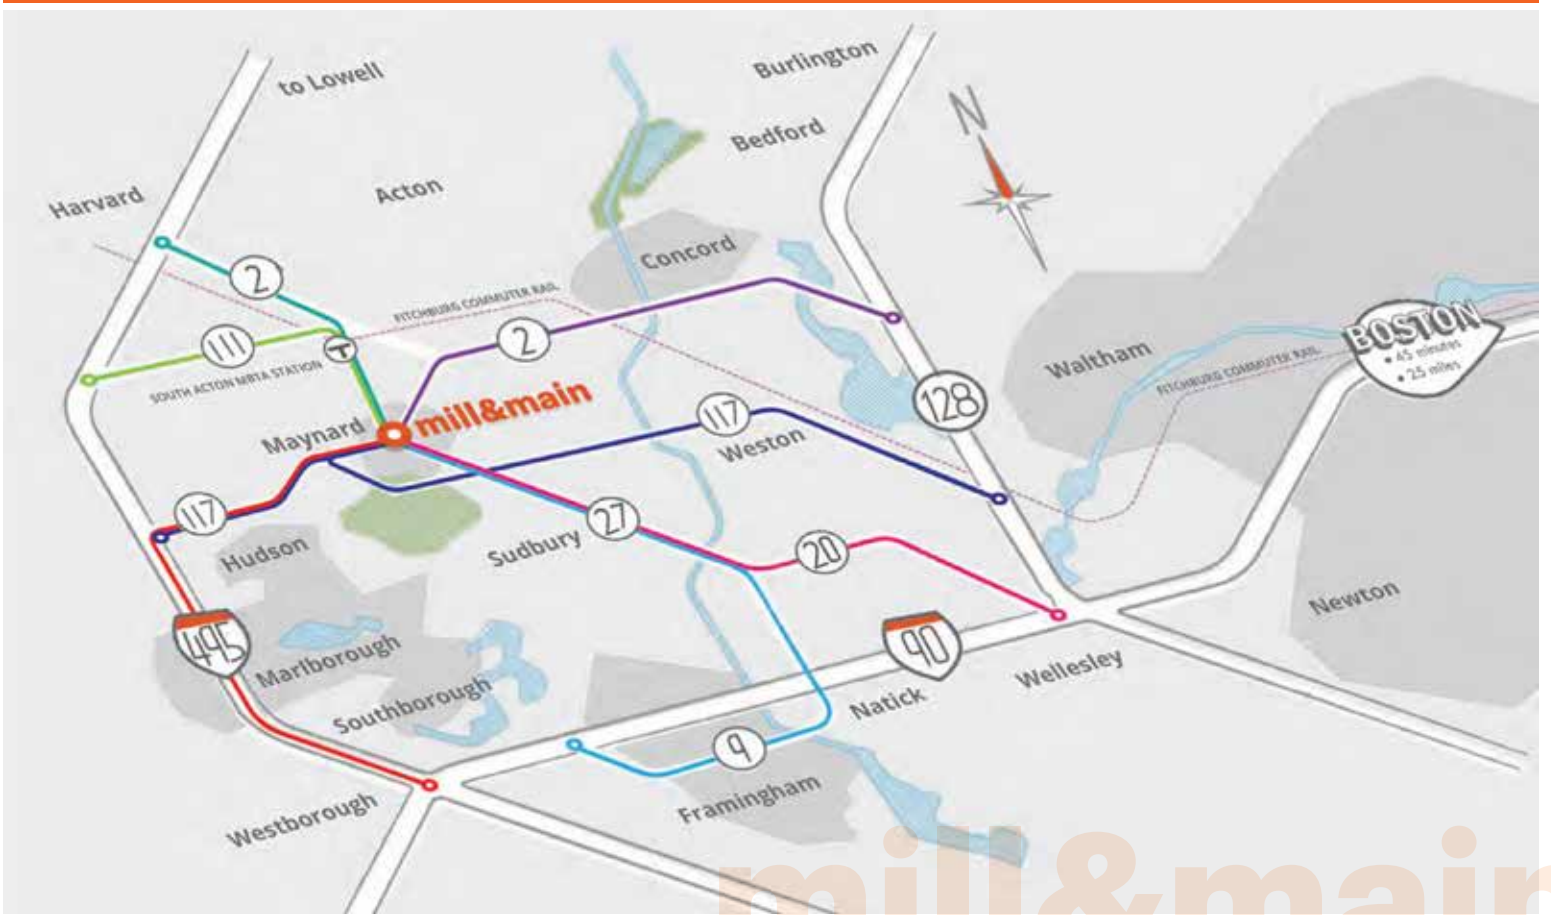 to Lowell
Burlington
Bedford
N
Harvard
Acton
Concord
2
FITCHBURG COMMUTER RAIL
111
2
BOSTON
• 45 minutes
• 25 miles
T
SOUTH ACTON MBTA STATION
Waltham
FITCHBURG COMMUTER RAIL
128
mill&main
Maynard
117
Weston
117
27
Sudbury
20
Hudson
Newton
495
90
Marlborough
Wellesley
Southborough
Natick
9
Framingham
Westborough
mill&main